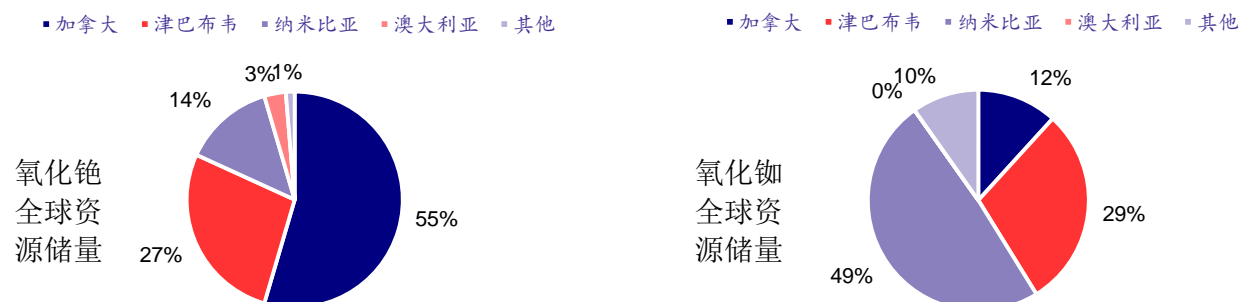 加拿大 津巴布韦 纳米比亚 澳大利亚 其他
3%
1%
14%
氧化铯
全球资
源储量
55%
27%
加拿大 津巴布韦 纳米比亚 澳大利亚 其他
10%
12%
0%
氧化铷
全球资
源储量
29%
49%